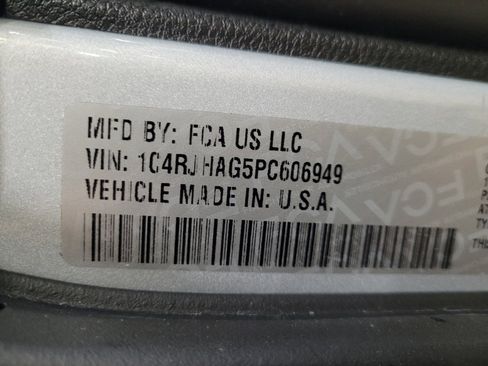 MFD BY: FCA US LLC
VIN: 1C4RJHAG5PC606949
VEHICLE MADE IN: U.S.A.